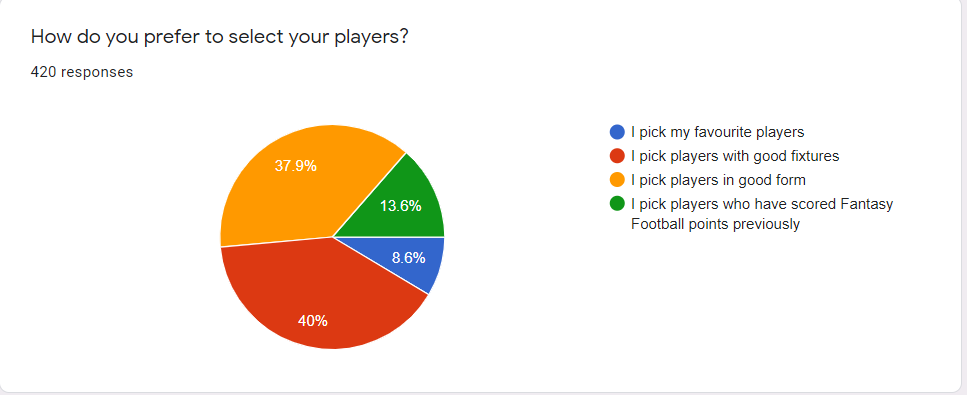 How do you prefer to select your players?
420 responses
37.9%
13.6%
8.6%
40%
I pick my favourite players
I pick players with good fixtures
I pick players in good form
I pick players who have scored Fantasy
Football points previously